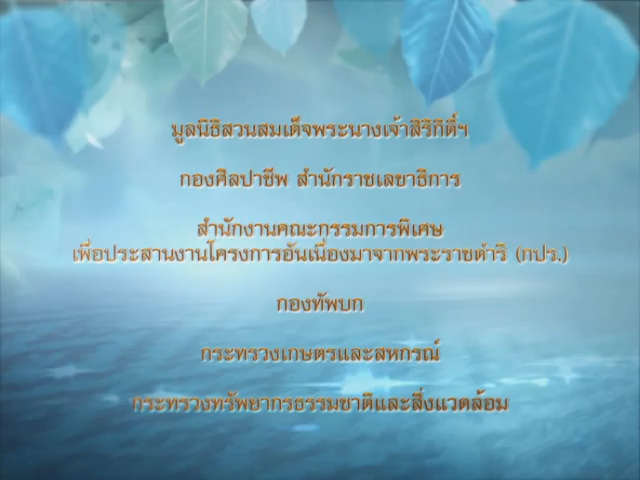 มูลนิธิสวนสมเด็จพระนางเจ้าสิริกิติ์ฯ
กองศิลปาชีพ สำนักราชเลขาธิการ
สำนักงานคณะกรรมการพิเศษ
เพื่อประสานงานโครงการอันเนื่องมาจากพระราชดำริ (กปร.)
กองทัพบก
กระทรวงเกษตรและสหกรณ์
กระทรวงทรัพยากรธรรมชาติและสิ่งแวดล้อม